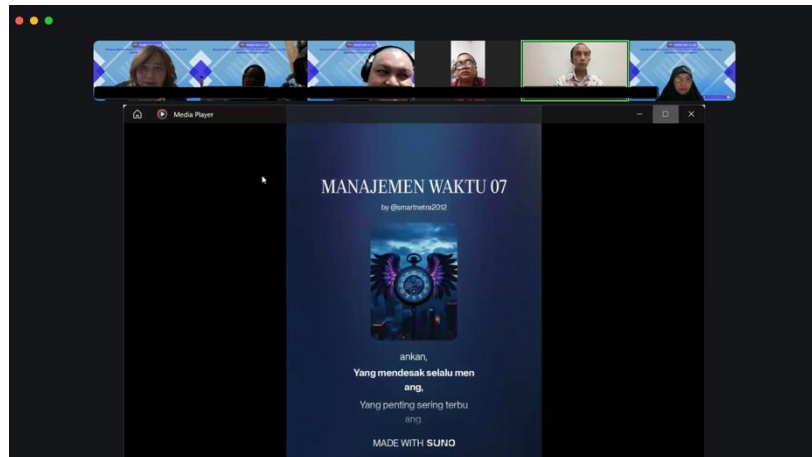 Media Player
MANAJEMEN WAKTU 07
by @smartnetra2012
ankan,
Yang mendesak selalu men
ang,
Yang penting sering terbu
ang.
MADE WITH SUNO